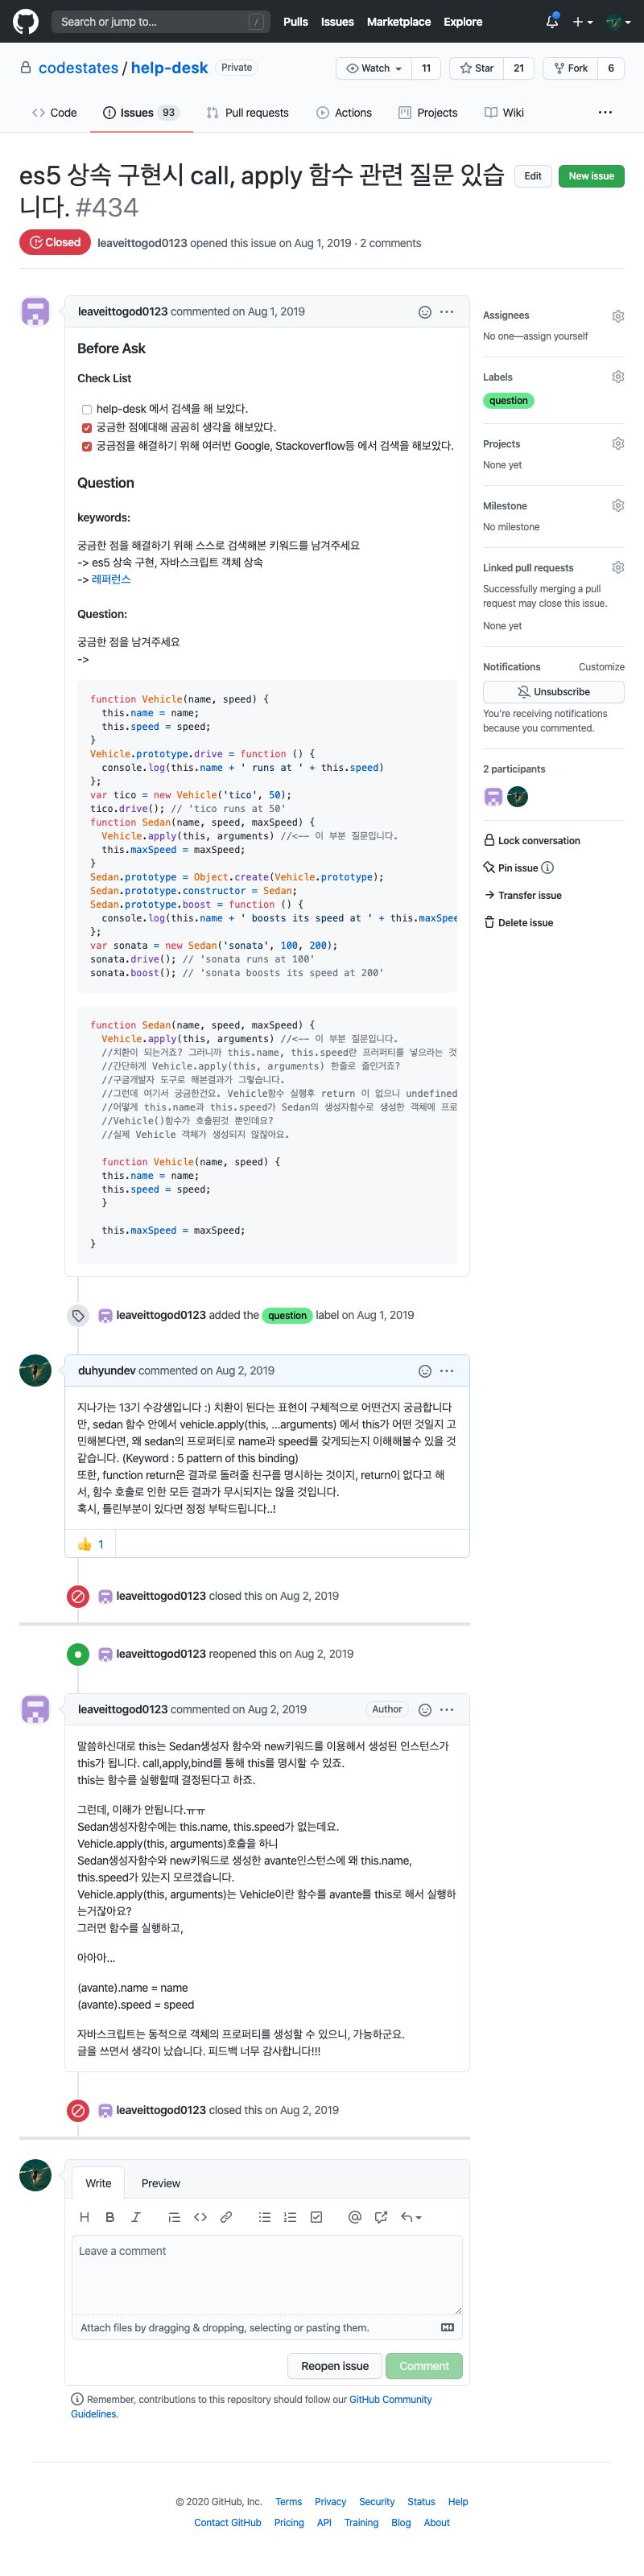 Search or jump to...
/
Pulls
Issues
Marketplace
Explore
codestates / help-desk
Private
Watch
11
Star
21
Fork
6
Code
Issues
93
Pull requests
Actions
Projects
Wiki
es5 상속 구현시 call, apply 함수 관련 질문 있습
니다. #434
Edit
New issue
Closed
leaveittogod0123 opened this issue on Aug 1, 2019 · 2 comments
leaveittogod0123 commented on Aug 1, 2019
Before Ask
Check List
help-desk 에서 검색을 해 보았다.
궁금한 점에대해 곰곰히 생각을 해보았다.
궁금점을 해결하기 위해 여러번 Google, Stackoverflow등 에서 검색을 해보았다.
Question
keywords:
궁금한 점을 해결하기 위해 스스로 검색해본 키워드를 남겨주세요
-> es5 상속 구현, 자바스크립트 객체 상속
-> 레퍼런스
Question:
궁금한 점을 남겨주세요
->
function Vehicle(name, speed) {
this.name = name;
this.speed = speed;
}
Vehicle.prototype.drive = function () {
console.log(this.name + ' runs at ' + this.speed)
};
var tico = new Vehicle('tico', 50);
tico.drive(); // 'tico runs at 50'
function Sedan(name, speed, maxSpeed) {
Vehicle.apply(this, arguments) //<-- 이 부분 질문입니다.
this.maxSpeed = maxSpeed;
}
Sedan.prototype = Object.create(Vehicle.prototype);
Sedan.prototype.constructor = Sedan;
Sedan.prototype.boost = function () {
console.log(this.name + ' boosts its speed at ' + this.maxSpee
};
var sonata = new Sedan('sonata', 100, 200);
sonata.drive(); // 'sonata runs at 100'
sonata.boost(); // 'sonata boosts its speed at 200'
function Sedan(name, speed, maxSpeed) {
Vehicle.apply(this, arguments) //<-- 이 부분 질문입니다.
//치환이 되는거죠? 그러니까 this.name, this.speed란 프러퍼티를 넣으라는 것
//간단하게 Vehicle.apply(this, arguments) 한줄로 줄인거죠?
//구글개발자 도구로 해본결과가 그렇습니다.
//그런데 여기서 궁금한건요. Vehicle함수 실행후 return 이 없으니 undefined
//어떻게 this.name과 this.speed가 Sedan의 생성자함수로 생성한 객체에 프로
//Vehicle()함수가 호출된것 뿐인데요?
//실제 Vehicle 객체가 생성되지 않잖아요.
function Vehicle(name, speed) {
this.name = name;
this.speed = speed;
}
this.maxSpeed = maxSpeed;
}
leaveittogod0123 added the question label on Aug 1, 2019
duhyundev commented on Aug 2, 2019
지나가는 13기 수강생입니다 :) 치환이 된다는 표현이 구체적으로 어떤건지 궁금합니다
만, sedan 함수 안에서 vehicle.apply(this, ...arguments) 에서 this가 어떤 것일지 고
민해본다면, 왜 sedan의 프로퍼티로 name과 speed를 갖게되는지 이해해볼수 있을 것
같습니다. (Keyword : 5 pattern of this binding)
또한, function return은 결과로 돌려줄 친구를 명시하는 것이지, return이 없다고 해
서, 함수 호출로 인한 모든 결과가 무시되지는 않을 것입니다.
혹시, 틀린부분이 있다면 정정 부탁드립니다..!
👍 1
leaveittogod0123 closed this on Aug 2, 2019
leaveittogod0123 reopened this on Aug 2, 2019
leaveittogod0123 commented on Aug 2, 2019
Author
말씀하신대로 this는 Sedan생성자 함수와 new키워드를 이용해서 생성된 인스턴스가
this가 됩니다. call,apply,bind를 통해 this를 명시할 수 있죠.
this는 함수를 실행할때 결정된다고 하죠.
그런데, 이해가 안됩니다.ㅠㅠ
Sedan생성자함수에는 this.name, this.speed가 없는데요.
Vehicle.apply(this, arguments)호출을 하니
Sedan생성자함수와 new키워드로 생성한 avante인스턴스에 왜 this.name,
this.speed가 있는지 모르겠습니다.
Vehicle.apply(this, arguments)는 Vehicle이란 함수를 avante를 this로 해서 실행하
는거잖아요?
그러면 함수를 실행하고,
아아아...
(avante).name = name
(avante).speed = speed
자바스크립트는 동적으로 객체의 프로퍼티를 생성할 수 있으니, 가능하군요.
글을 쓰면서 생각이 났습니다. 피드백 너무 감사합니다!!!
leaveittogod0123 closed this on Aug 2, 2019
Write
Preview
Leave a comment
Attach files by dragging & dropping, selecting or pasting them.
Reopen issue
Comment
Remember, contributions to this repository should follow our GitHub Community
Guidelines.
Assignees
No one—assign yourself
Labels
question
Projects
None yet
Milestone
No milestone
Linked pull requests
Successfully merging a pull
request may close this issue.
None yet
Notifications
Customize
Unsubscribe
You're receiving notifications
because you commented.
2 participants
Lock conversation
Pin issue
Transfer issue
Delete issue
© 2020 GitHub, Inc.
Terms
Privacy
Security
Status
Help
Contact GitHub
Pricing
API
Training
Blog
About